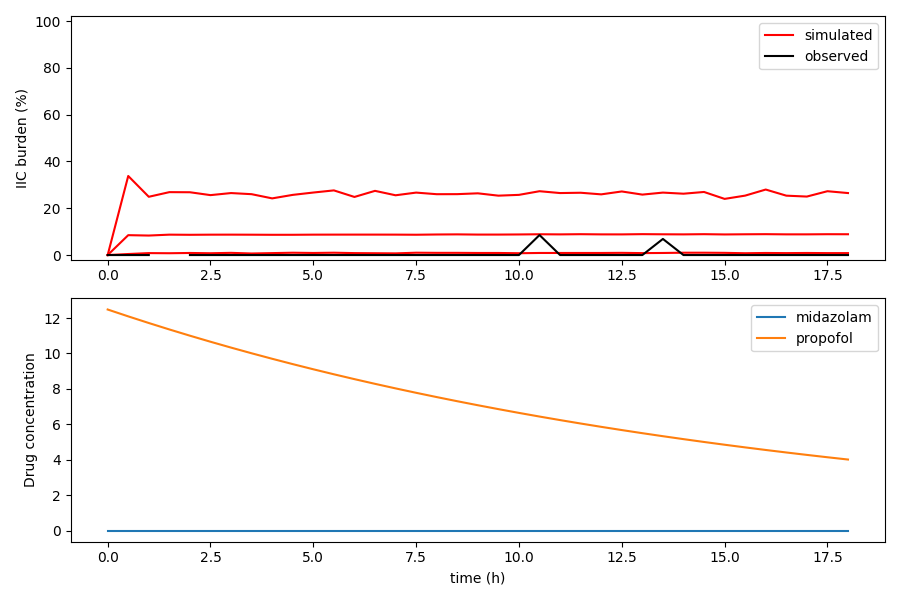 100
80
60
40
20
0
IIC burden (%)
simulated
observed
0.0 2.5 5.0 7.5 10.0 12.5 15.0 17.5
12
10
8
6
4
2
0
Drug concentration
midazolam
propofol
0.0 2.5 5.0 7.5 10.0 12.5 15.0 17.5
time (h)